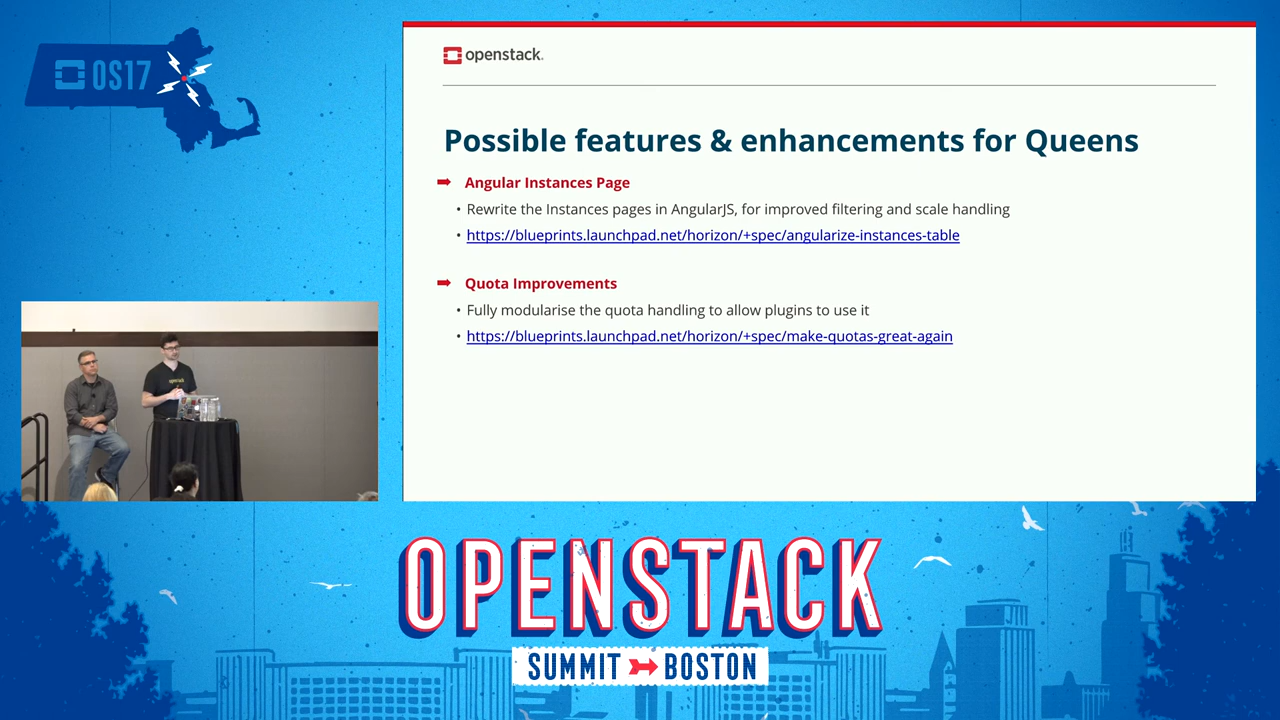 OS17
openstack.
Possible features & enhancements for Queens
Angular Instances Page
• Rewrite the Instances pages in AngularJS, for improved filtering and scale handling
• https://blueprints.launchpad.net/horizon/+spec/angularize-instances-table
Quota Improvements
• Fully modularise the quota handling to allow plugins to use it
• https://blueprints.launchpad.net/horizon/+spec/make-quotas-great-again
openstack
OPENSTACK
SUMMIT BOSTON